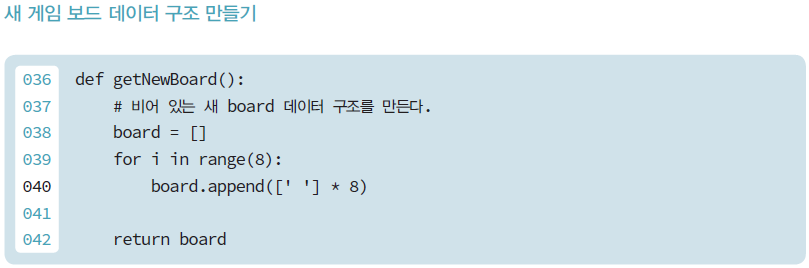 새 게임 보드 데이터 구조 만들기
036 def getNewBoard():
037     # 비어 있는 새 board 데이터 구조를 만든다.
038     board = []
039     for i in range(8):
040         board.append([' '] * 8)
041
042     return board